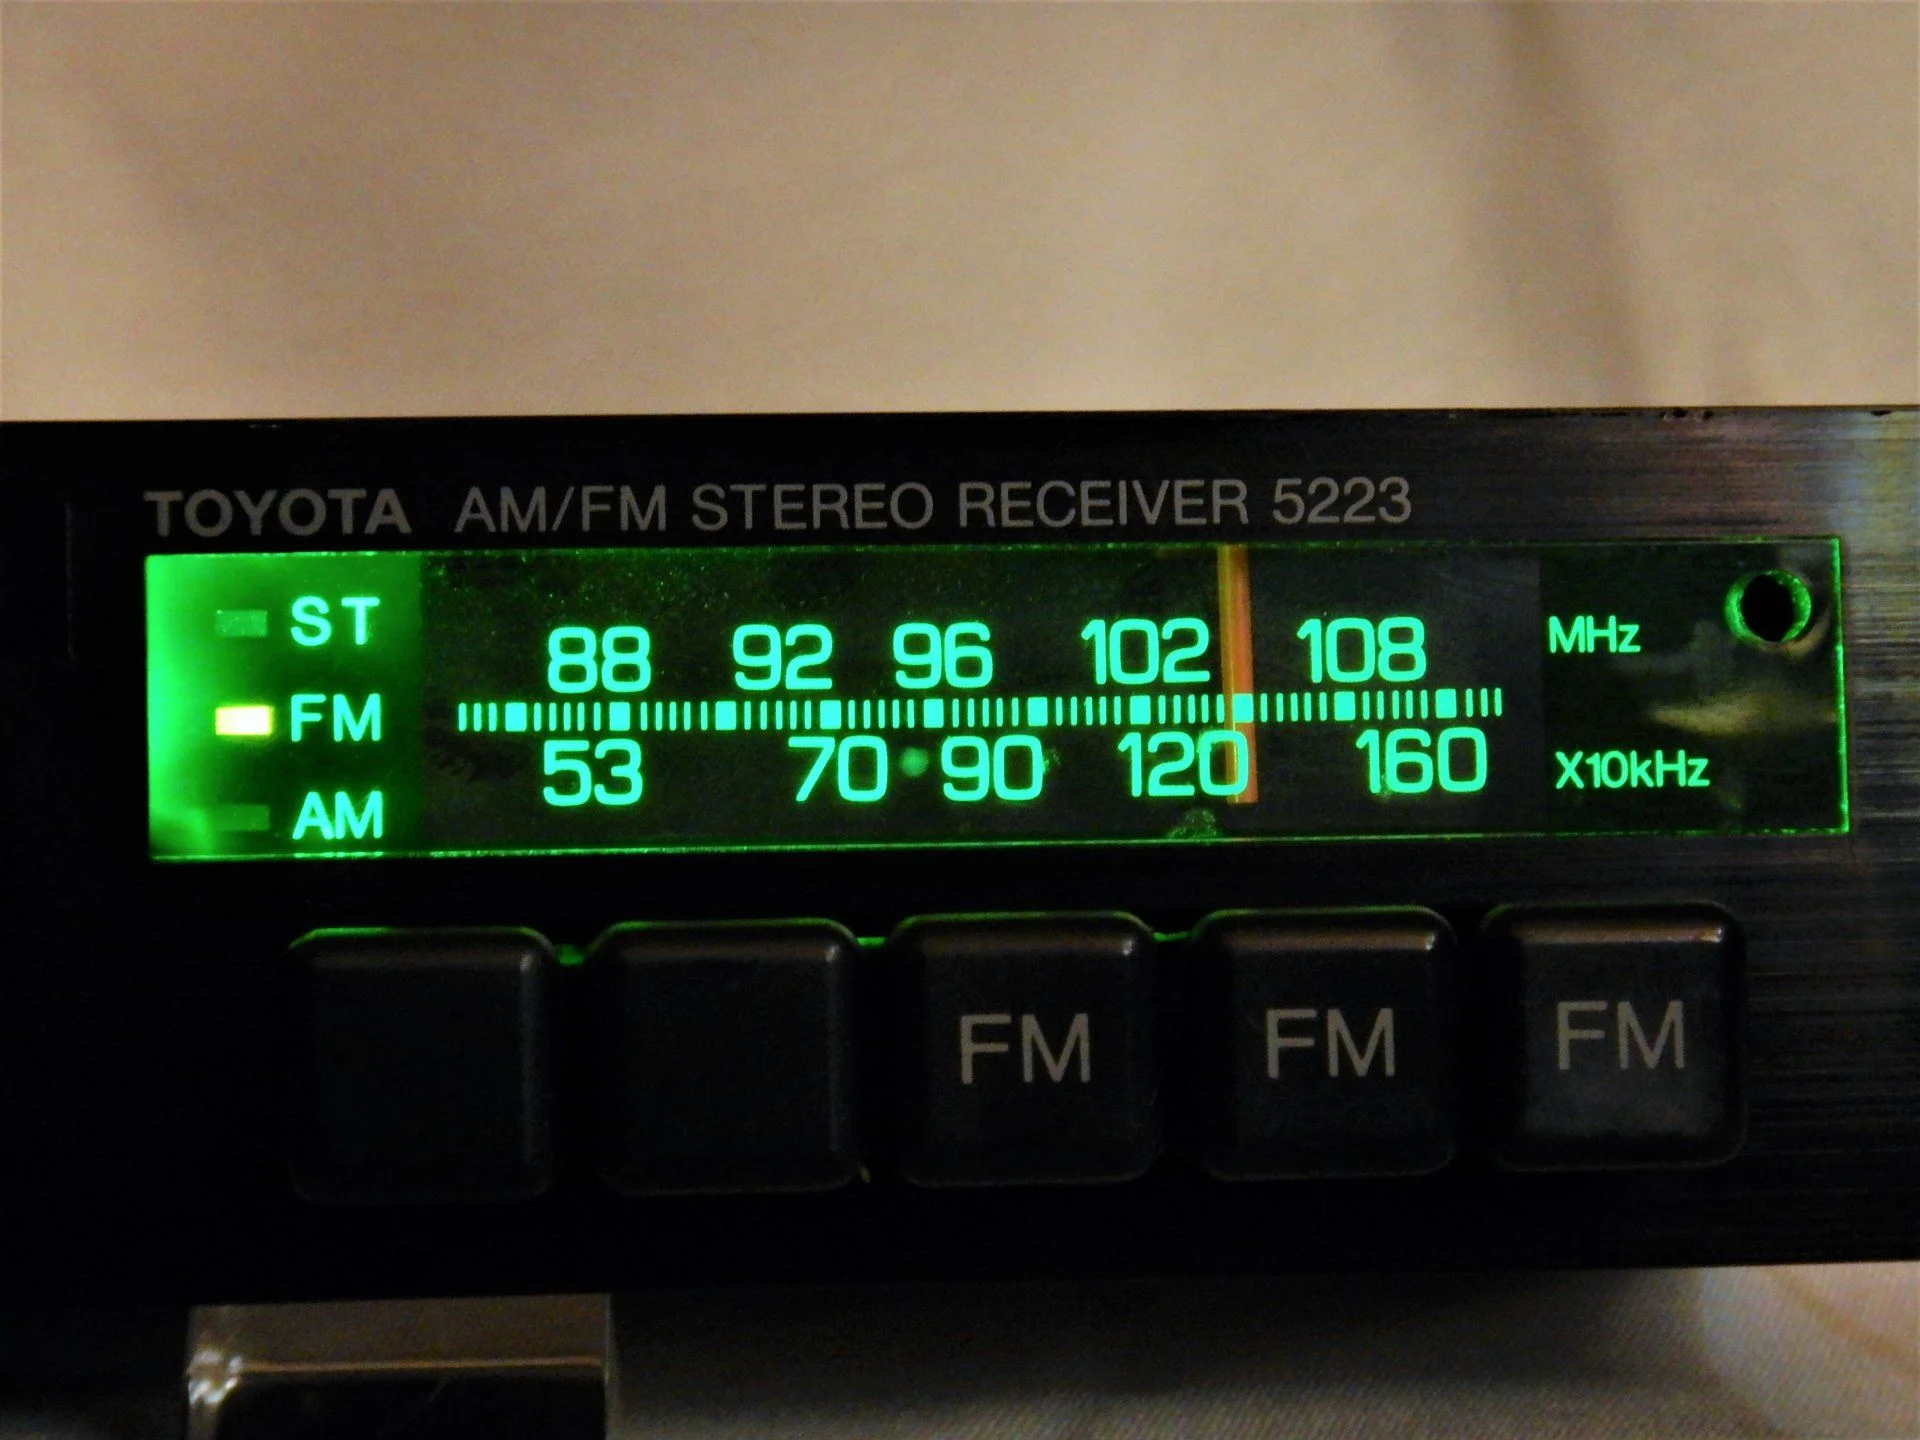 TOYOTA AM/FM STEREO RECEIVER 5223
ST
FM
AM
88 92 96 102 108 MHz
53 70 90 120 160 X10kHz
FM FM FM